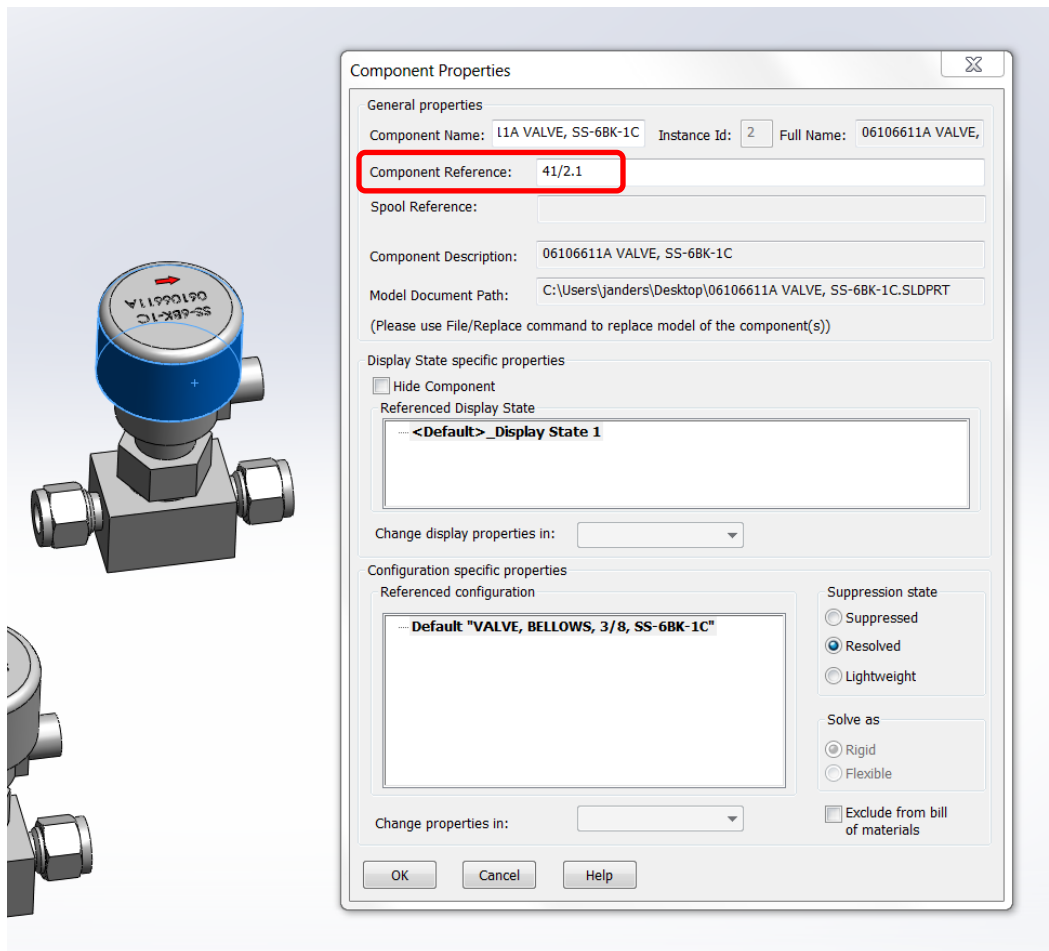 Component Properties
General properties
Component Name: 11A VALVE, SS-6BK-1C Instance Id: 2 Full Name: 06106611A VALVE,
Component Reference: 41/2.1
Spool Reference:
Component Description: 06106611A VALVE, SS-6BK-1C
Model Document Path: C:\Users\janders\Desktop\06106611A VALVE, SS-6BK-1C.SLDPRT
(Please use File/Replace command to replace model of the component(s))
Display State specific properties
Hide Component
Referenced Display State
<Default>_Display State 1
Change display properties in:
Configuration specific properties
Referenced configuration
Default "VALVE, BELLOWS, 3/8, SS-6BK-1C"
Change properties in:
Suppression state
Suppressed
Resolved
Lightweight
Solve as
Rigid
Flexible
Exclude from bill
of materials
OK Cancel Help
SS-6BK-1C
06106611A
VALVE